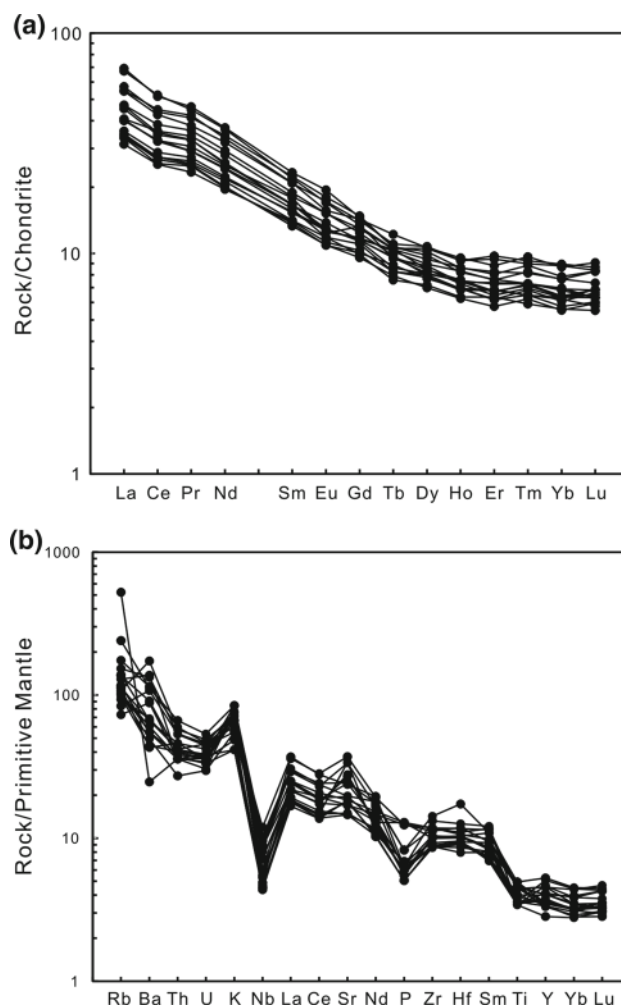 (a)
100
10
1
Rock/Chondrite
La Ce Pr Nd Sm Eu Gd Tb Dy Ho Er Tm Yb Lu
(b)
1000
100
10
1
Rock/Primitive Mantle
Rb Ba Th U K Nb La Ce Sr Nd P Zr Hf Sm Ti Y Yb Lu